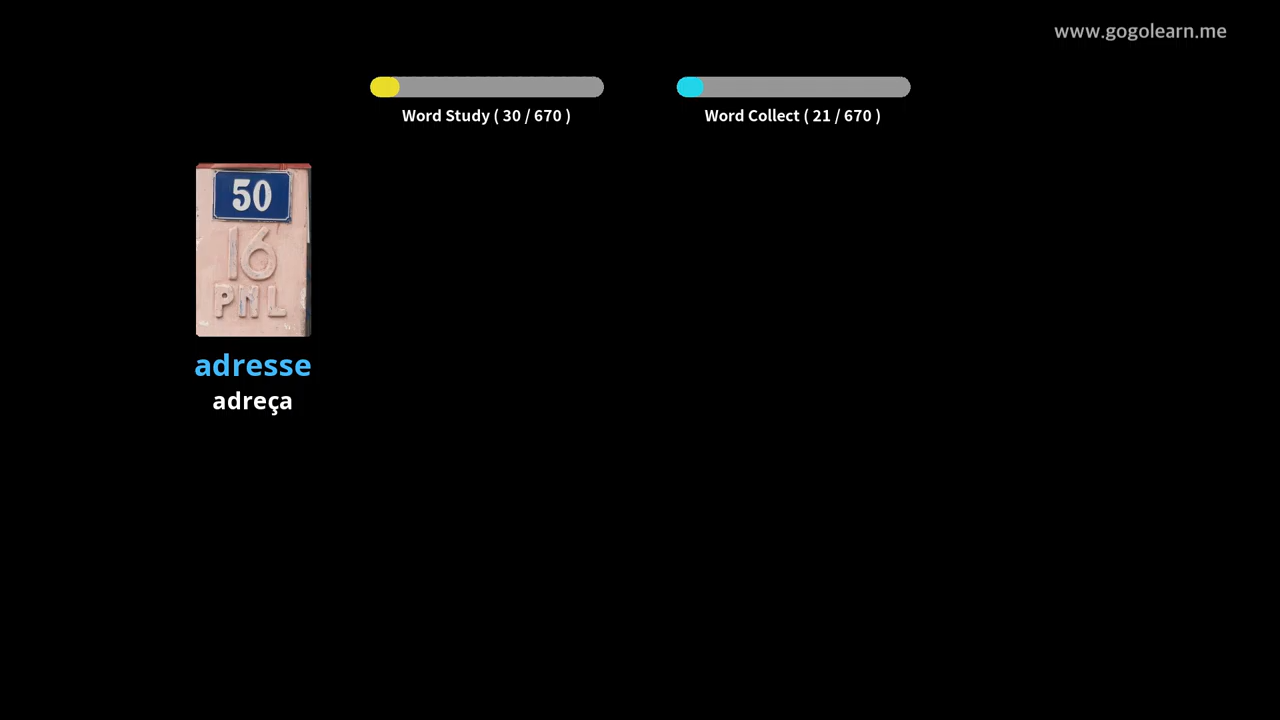 www.gogolearn.me
Word Study ( 30 / 670 )
Word Collect ( 21 / 670 )
50
16
PNL
adresse
adreça